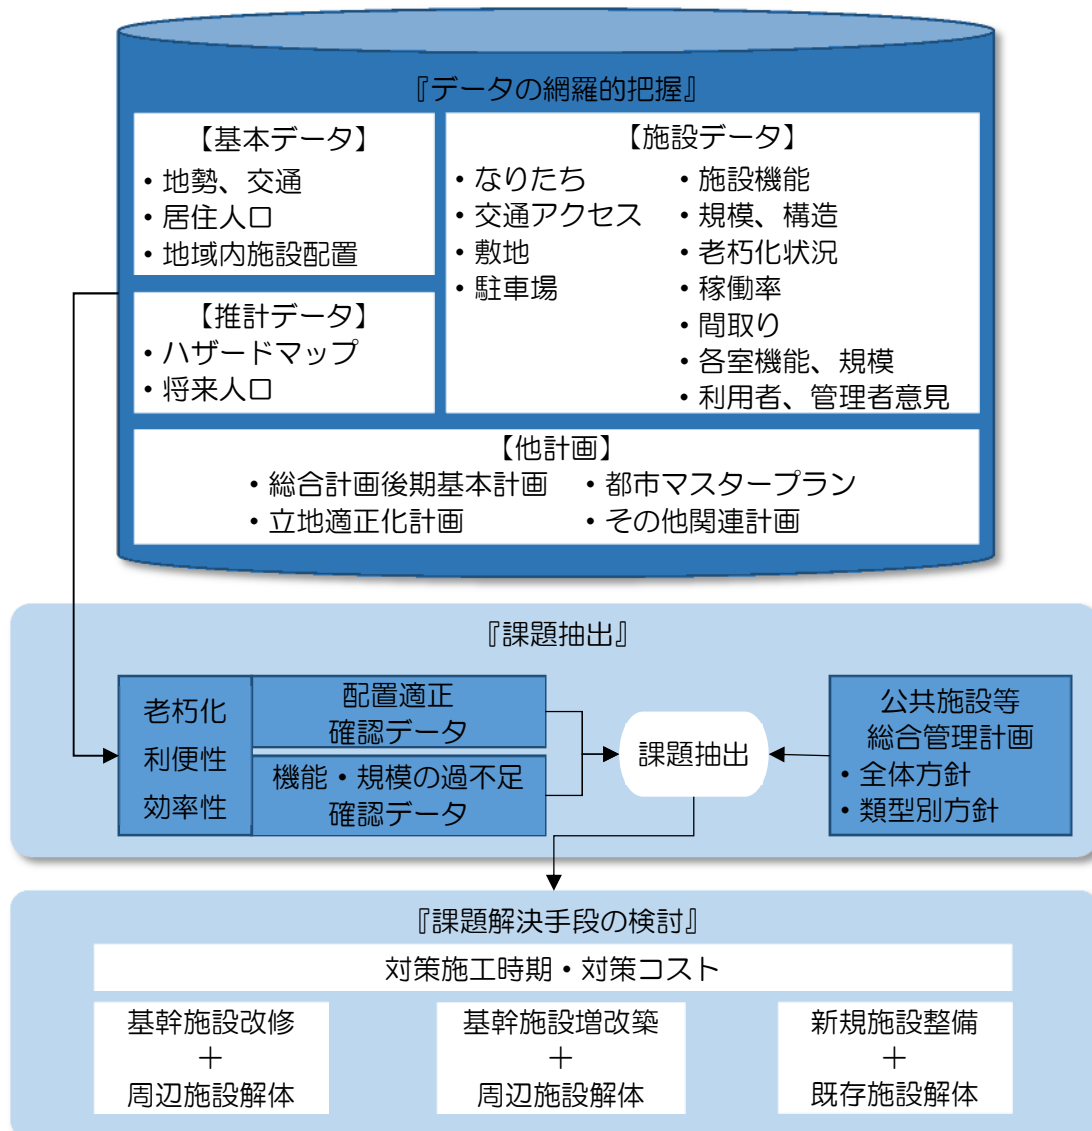 『データの網羅的把握』
【基本データ】
・地勢、交通
・居住人口
・地域内施設配置
【推計データ】
・ハザードマップ
・将来人口
【施設データ】
・なりたち
・交通アクセス
・敷地
・駐車場
・施設機能
・規模、構造
・老朽化状況
・稼働率
・間取り
・各室機能、規模
・利用者、管理者意見
【他計画】
・総合計画後期基本計画
・都市マスタープラン
・立地適正化計画
・その他関連計画
『課題抽出』
老朽化
利便性
効率性
配置適正
確認データ
機能・規模の過不足
確認データ
課題抽出
公共施設等
総合管理計画
・全体方針
・類型別方針
『課題解決手段の検討』
対策施工時期・対策コスト
基幹施設改修
＋
周辺施設解体
基幹施設増改築
＋
周辺施設解体
新規施設整備
＋
既存施設解体